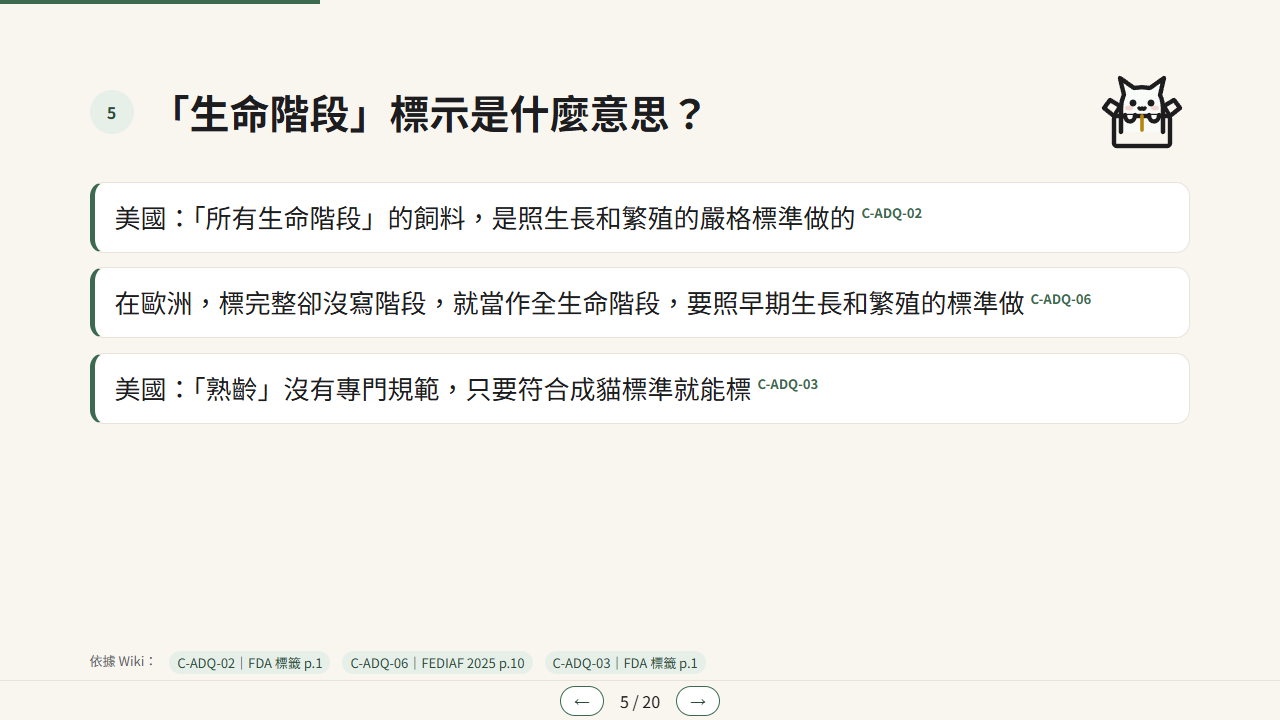 5
「生命階段」標示是什麼意思？
美國：「所有生命階段」的飼料，是照生長和繁殖的嚴格標準做的 C-ADQ-02
在歐洲，標完整卻沒寫階段，就當作全生命階段，要照早期生長和繁殖的標準做 C-ADQ-06
美國：「熟齡」沒有專門規範，只要符合成貓標準就能標 C-ADQ-03
依據 Wiki： C-ADQ-02｜FDA 標籤 p.1 C-ADQ-06｜FEDIAF 2025 p.10 C-ADQ-03｜FDA 標籤 p.1
← 5 / 20 →